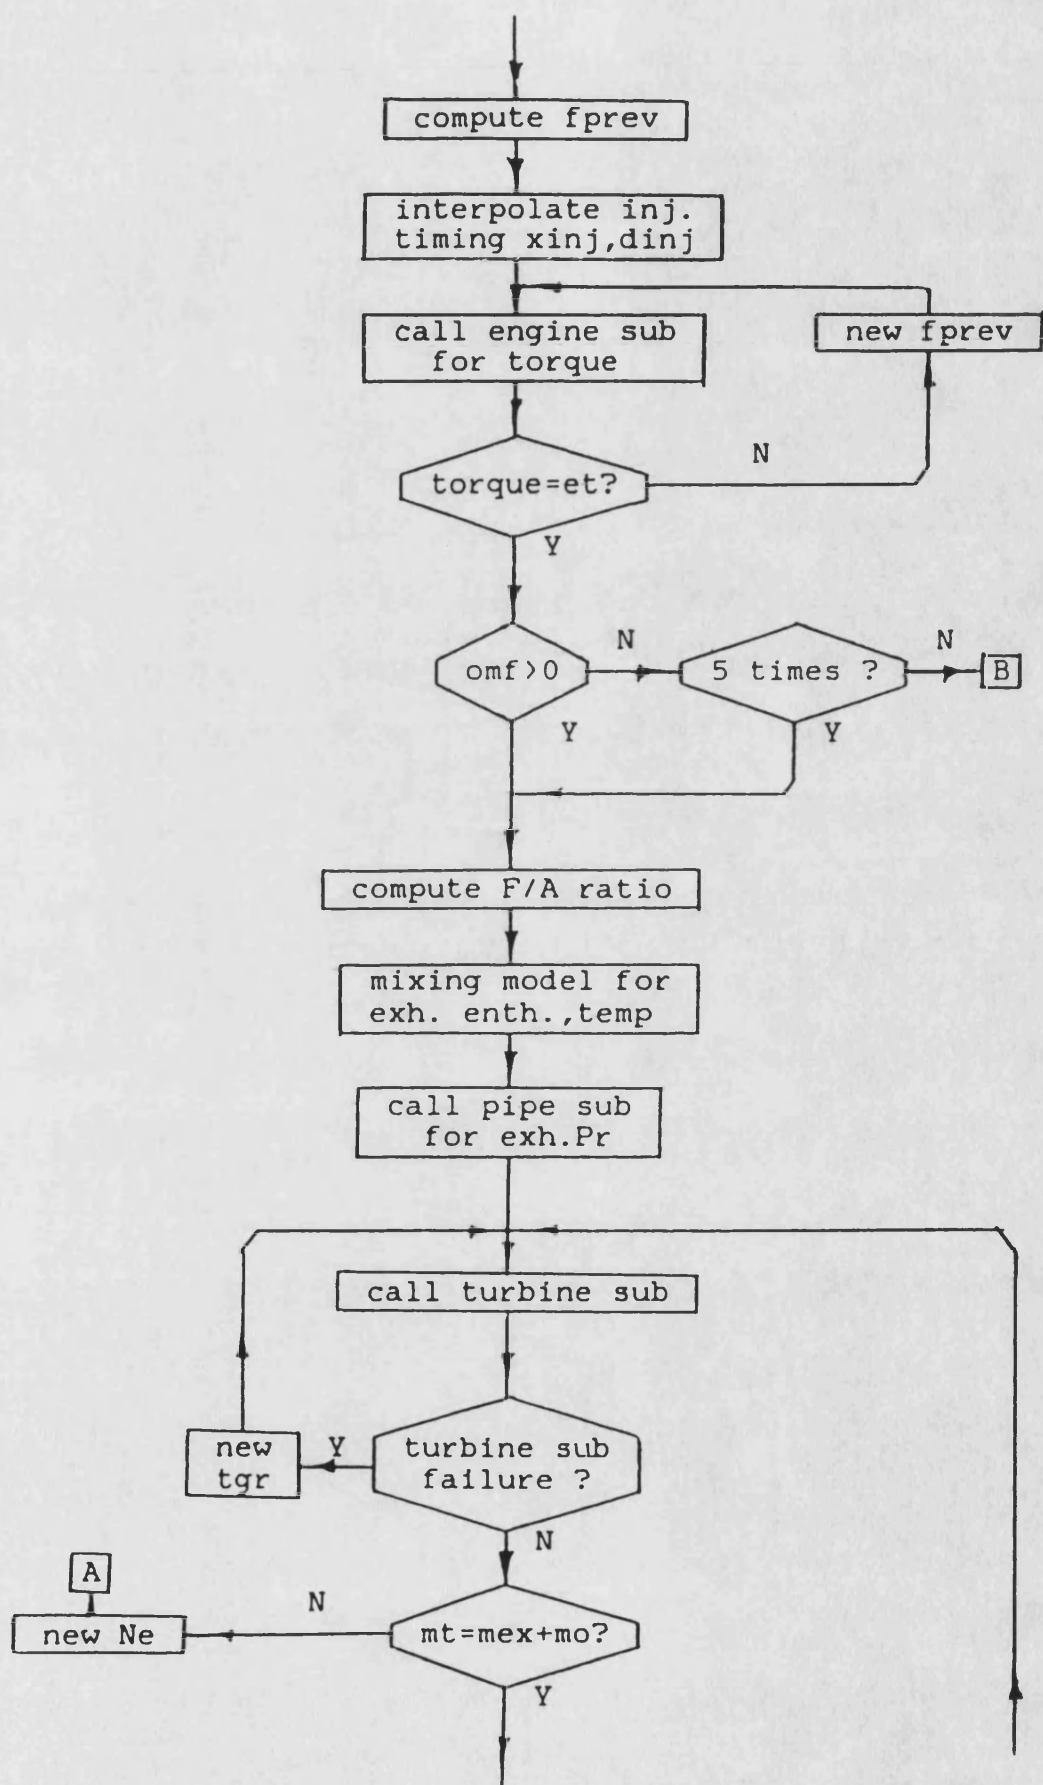 compute fprev
interpolate inj.
timing xinj,dinj
call engine sub
for torque
new fprev
torque=et?
N
Y
omf>0
N
5 times ?
N
B
Y
Y
compute F/A ratio
mixing model for
exh. enth.,temp
call pipe sub
for exh.Pr
call turbine sub
turbine sub
failure ?
Y
new
tgr
N
A
mt=mex+mo?
N
new Ne
Y